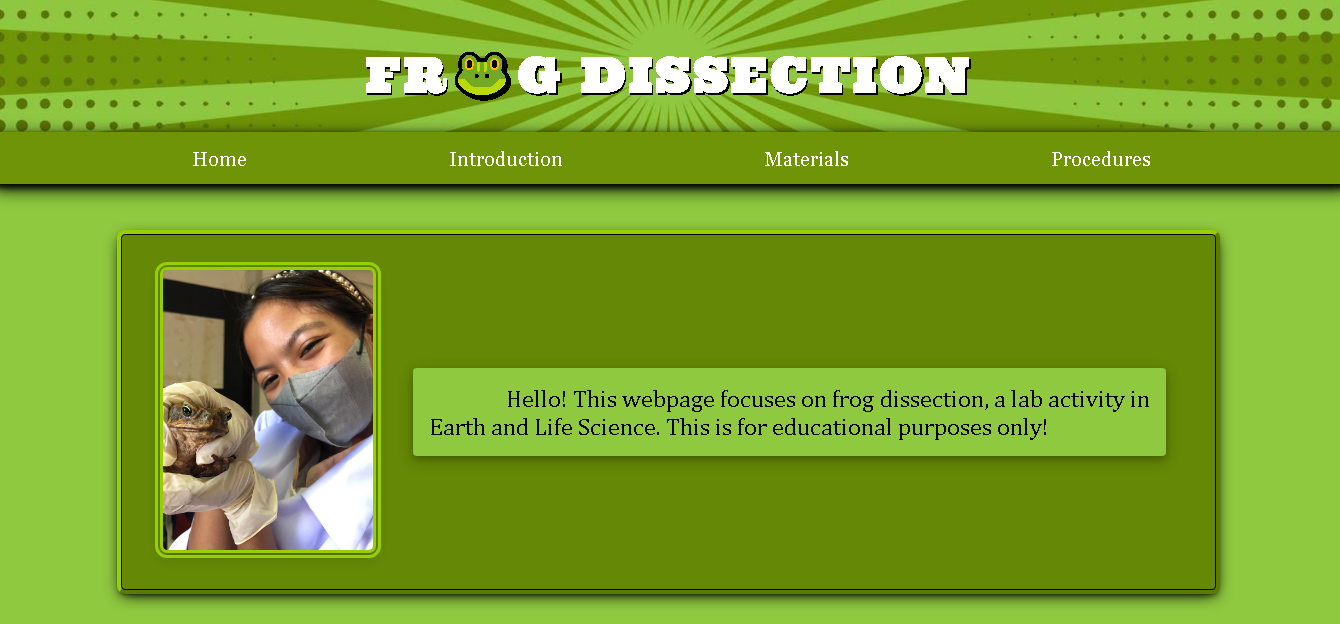 FROG DISSECTION
Home Introduction Materials Procedures
Hello! This webpage focuses on frog dissection, a lab activity in
Earth and Life Science. This is for educational purposes only!